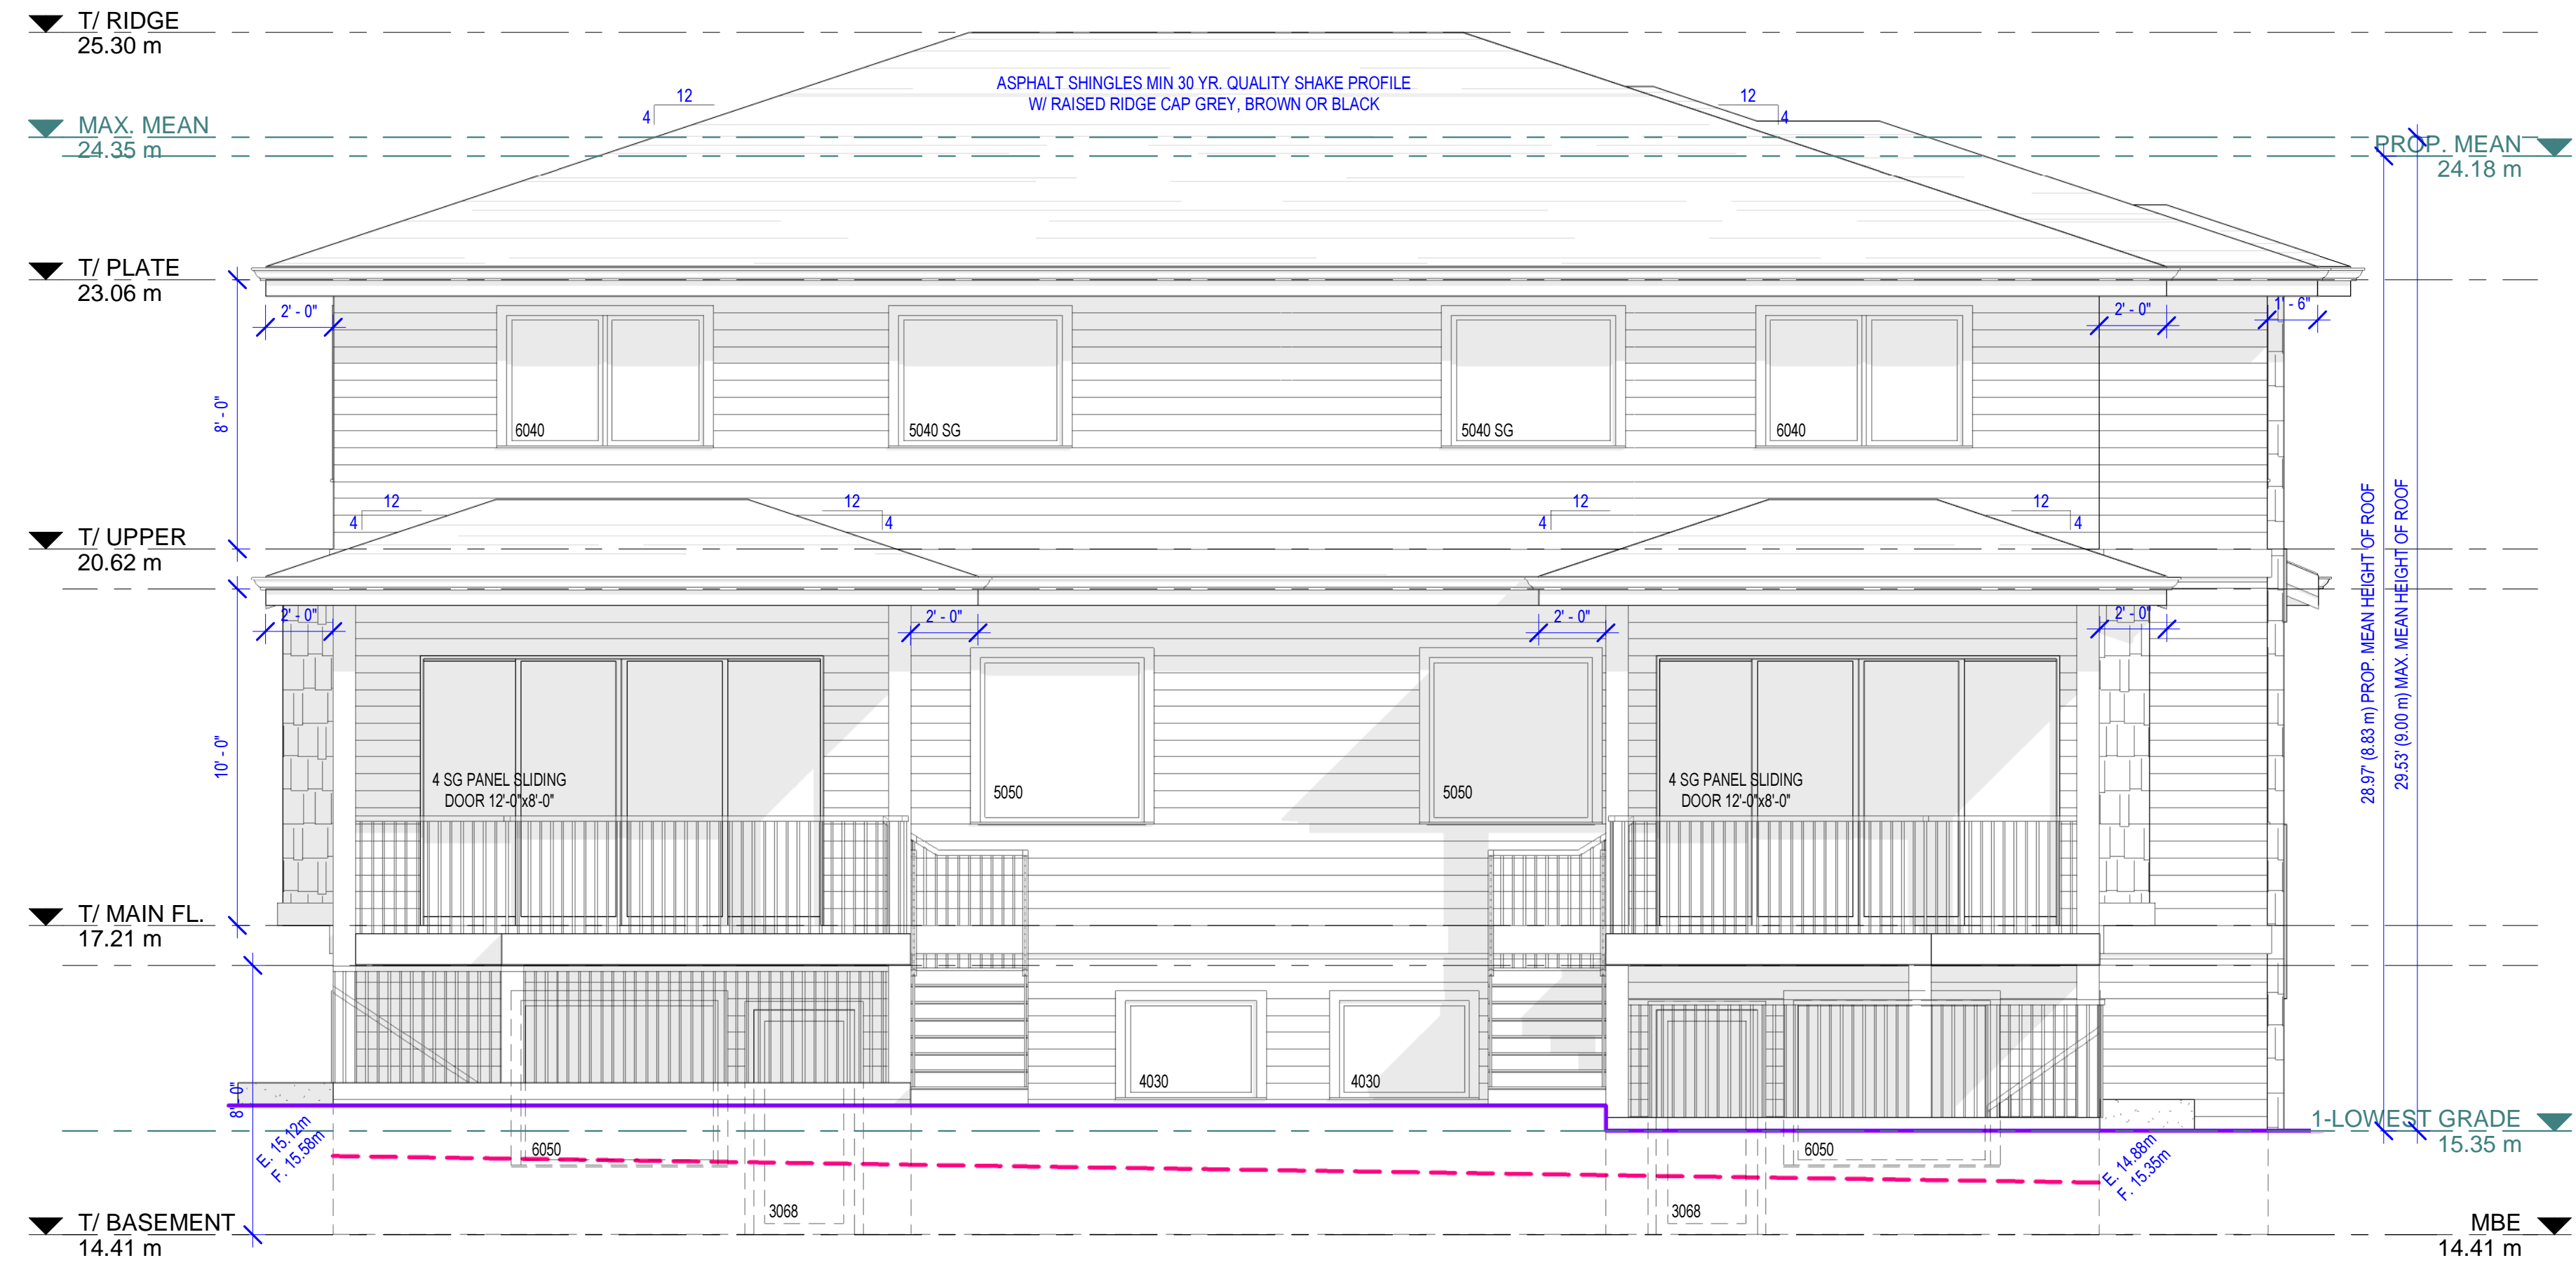 T/ RIDGE
25.30 m
ASPHALT SHINGLES MIN 30 YR. QUALITY SHAKE PROFILE
W/ RAISED RIDGE CAP GREY, BROWN OR BLACK
12
4
12
4
MAX. MEAN
24.35 m
PROP. MEAN
24.18 m
T/ PLATE
23.06 m
2' - 0"
2' - 0"
1' - 6"
8' - 0"
6040
5040 SG
5040 SG
6040
12
4
12
4
12
4
12
4
T/ UPPER
20.62 m
28.97' (8.83 m) PROP. MEAN HEIGHT OF ROOF
29.53' (9.00 m) MAX. MEAN HEIGHT OF ROOF
2' - 0"
2' - 0"
2' - 0"
2' - 0"
10' - 0"
4 SG PANEL SLIDING
DOOR 12'-0"x8'-0"
5050
5050
4 SG PANEL SLIDING
DOOR 12'-0"x8'-0"
T/ MAIN FL.
17.21 m
8' - 0"
4030
4030
1-LOWEST GRADE
15.35 m
E. 15.12m
F. 15.58m
6050
6050
E. 14.88m
F. 15.35m
3068
3068
T/ BASEMENT
14.41 m
MBE
14.41 m